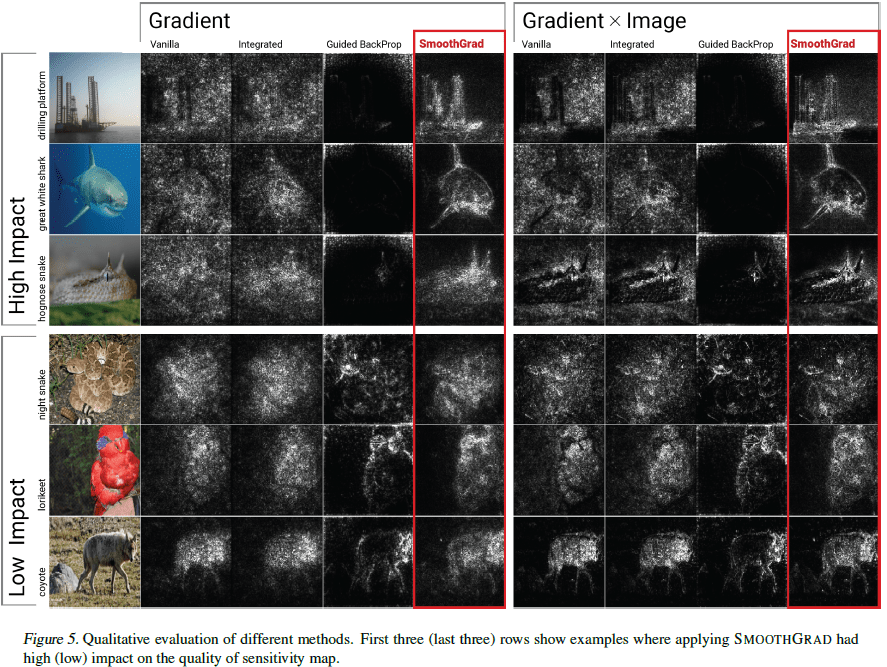 Gradient
Gradient × Image
Vanilla
Integrated
Guided BackProp
SmoothGrad
Vanilla
Integrated
Guided BackProp
SmoothGrad
High Impact
drilling platform
great white shark
hognose snake
Low Impact
night snake
lorikeet
coyote
Figure 5. Qualitative evaluation of different methods. First three (last three) rows show examples where applying SMOOTHGRAD had
high (low) impact on the quality of sensitivity map.